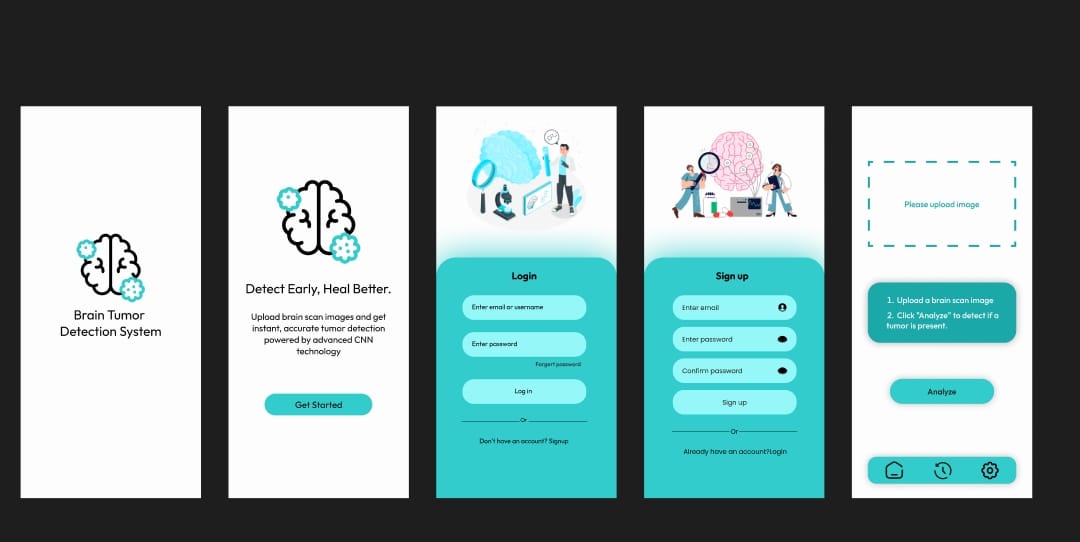 Brain Tumor
Detection System
Detect Early, Heal Better.
Upload brain scan images and get
instant, accurate tumor detection
powered by advanced CNN
technology
Get Started
Login
Enter email or username
Enter password
Forgert password
Log in
Or
Don't have an account? Signup
Sign up
Enter email
Enter password
Confirm password
Sign up
Or
Already have an account?Login
Please upload image
1. Upload a brain scan image
2. Click "Analyze" to detect if a
tumor is present.
Analyze